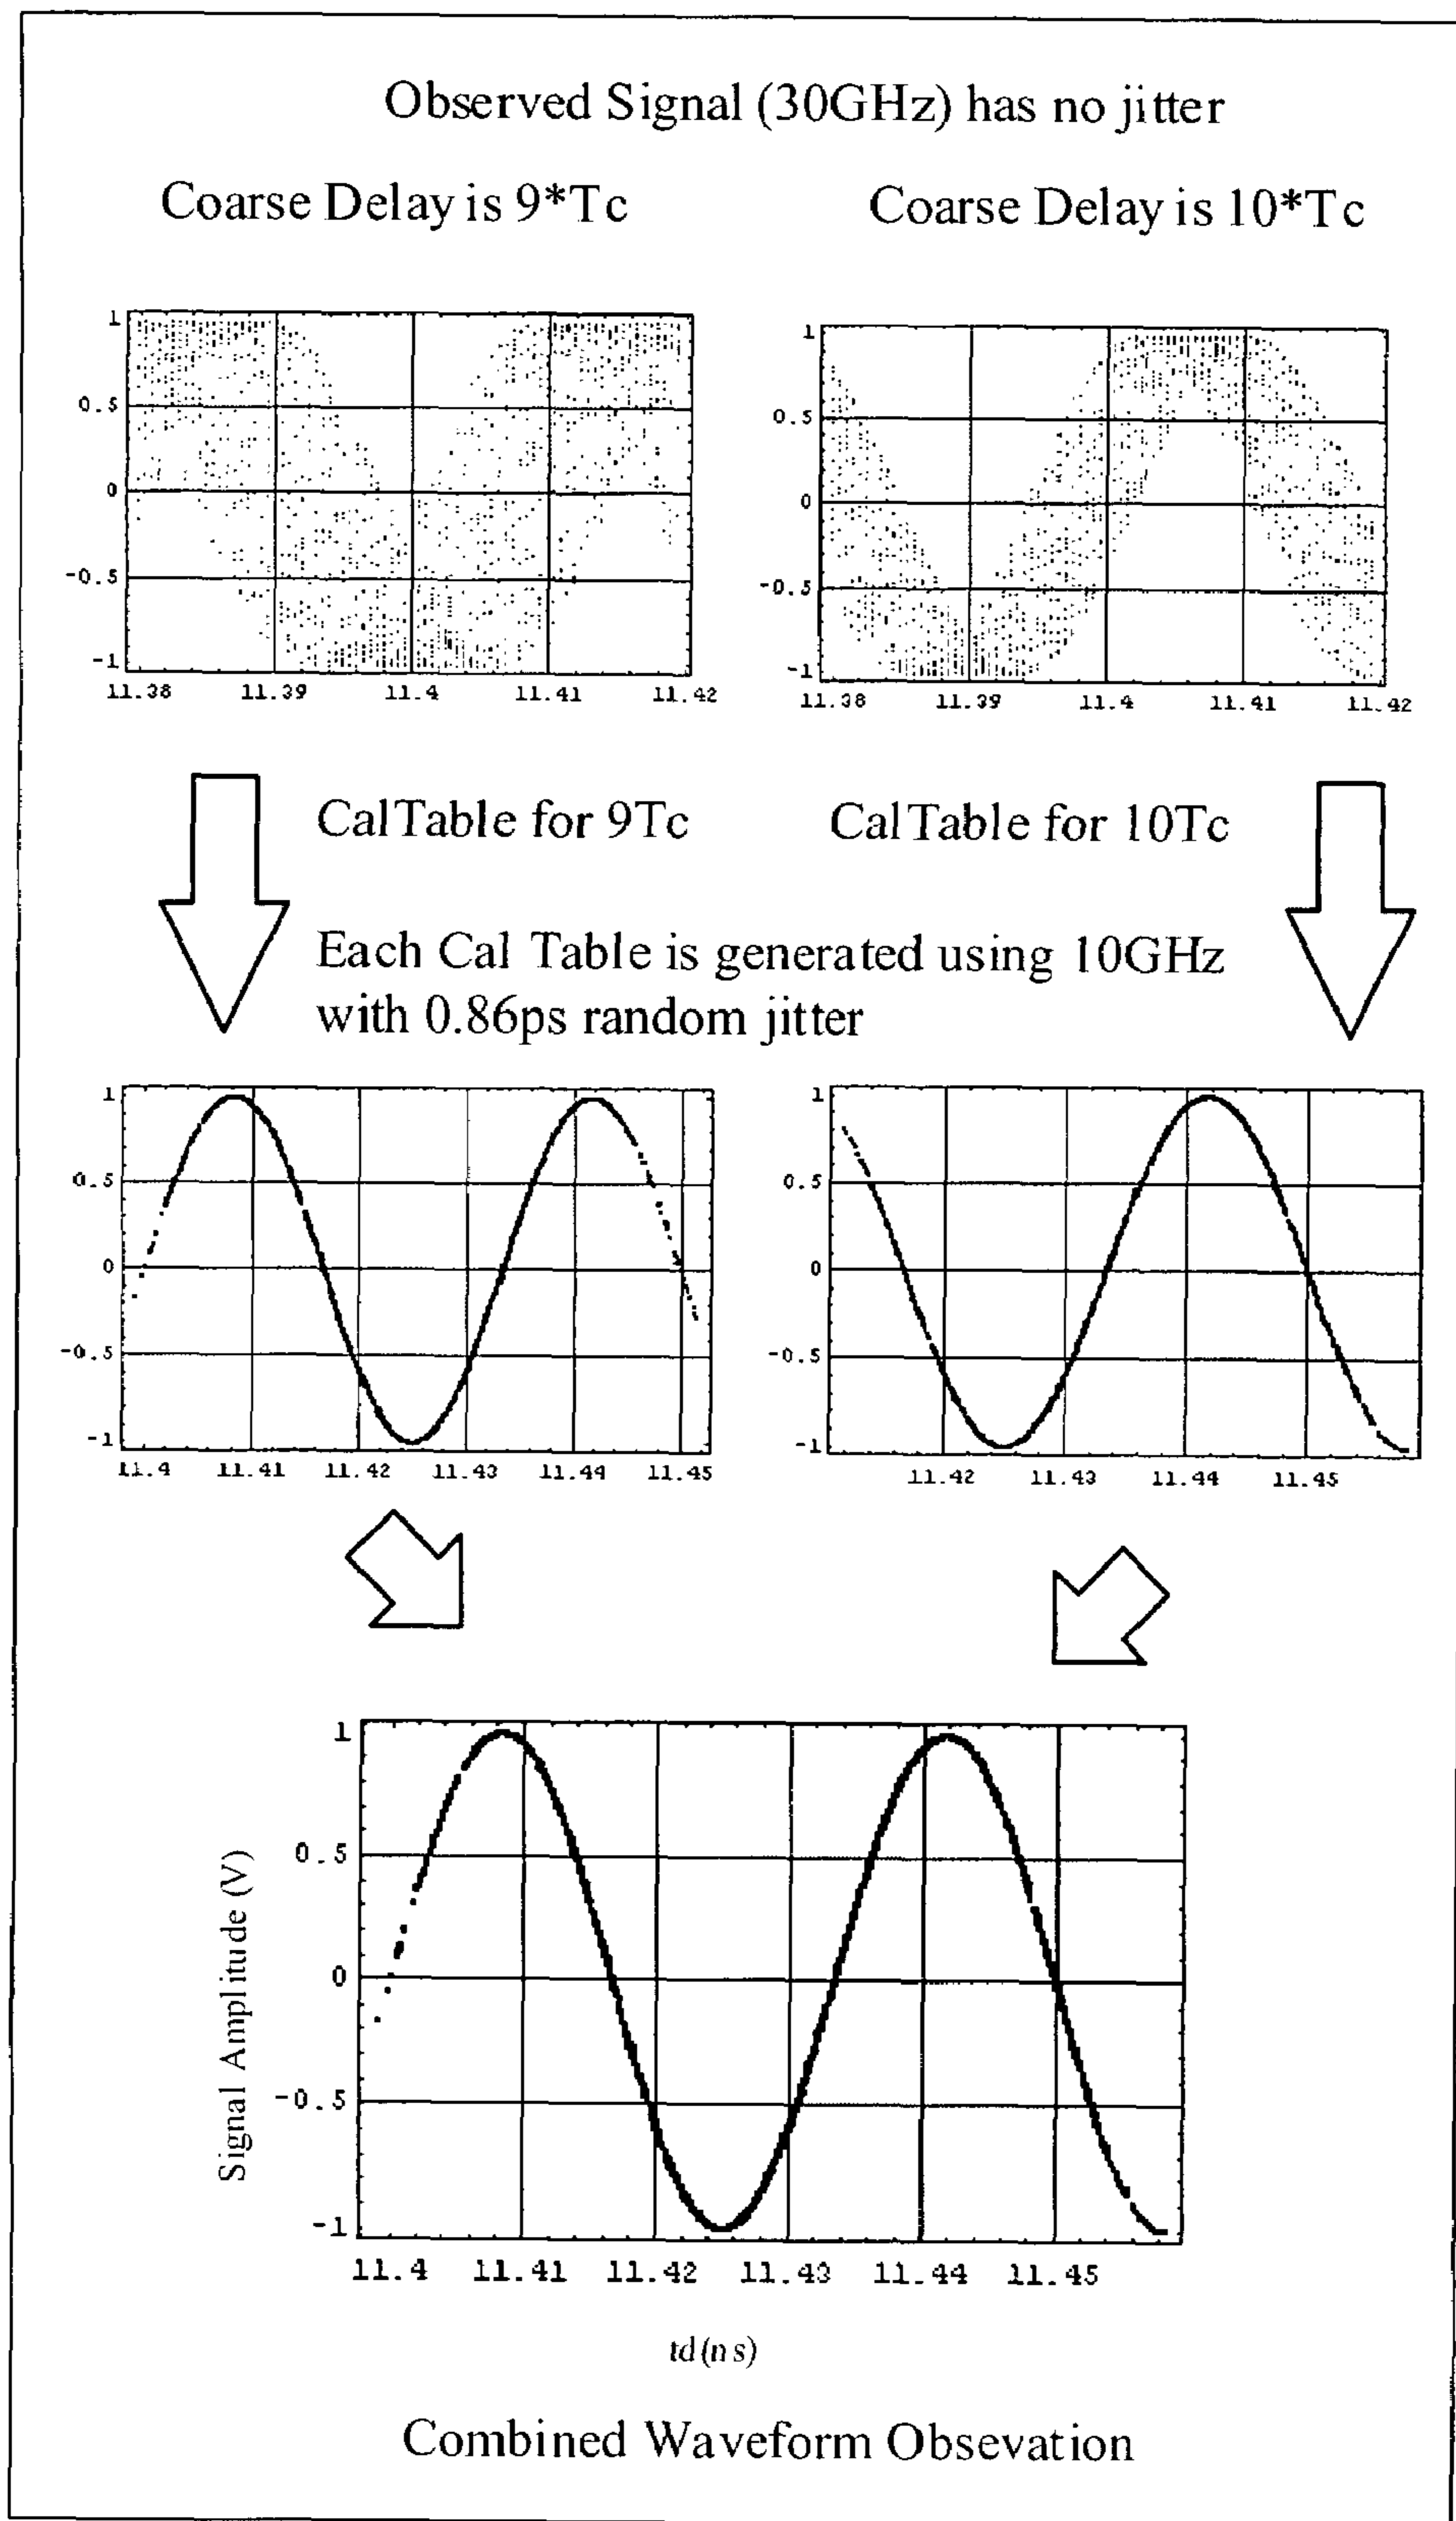 Observed Signal (30GHz) has no jitter
Coarse Delay is 9*Tc
Coarse Delay is 10*Tc
1
0.5
0
-0.5
-1
11.38 11.39 11.4 11.41 11.42
1
0.5
0
-0.5
-1
11.38 11.39 11.4 11.41 11.42
CalTable for 9Tc
CalTable for 10Tc
Each Cal Table is generated using 10GHz
with 0.86ps random jitter
1
0.5
0
-0.5
-1
11.4 11.41 11.42 11.43 11.44 11.45
1
0.5
0
-0.5
-1
11.42 11.43 11.44 11.45
Signal Amplitude (V)
1
0.5
0
-0.5
-1
11.4 11.41 11.42 11.43 11.44 11.45
td(ns)
Combined Waveform Obsevation